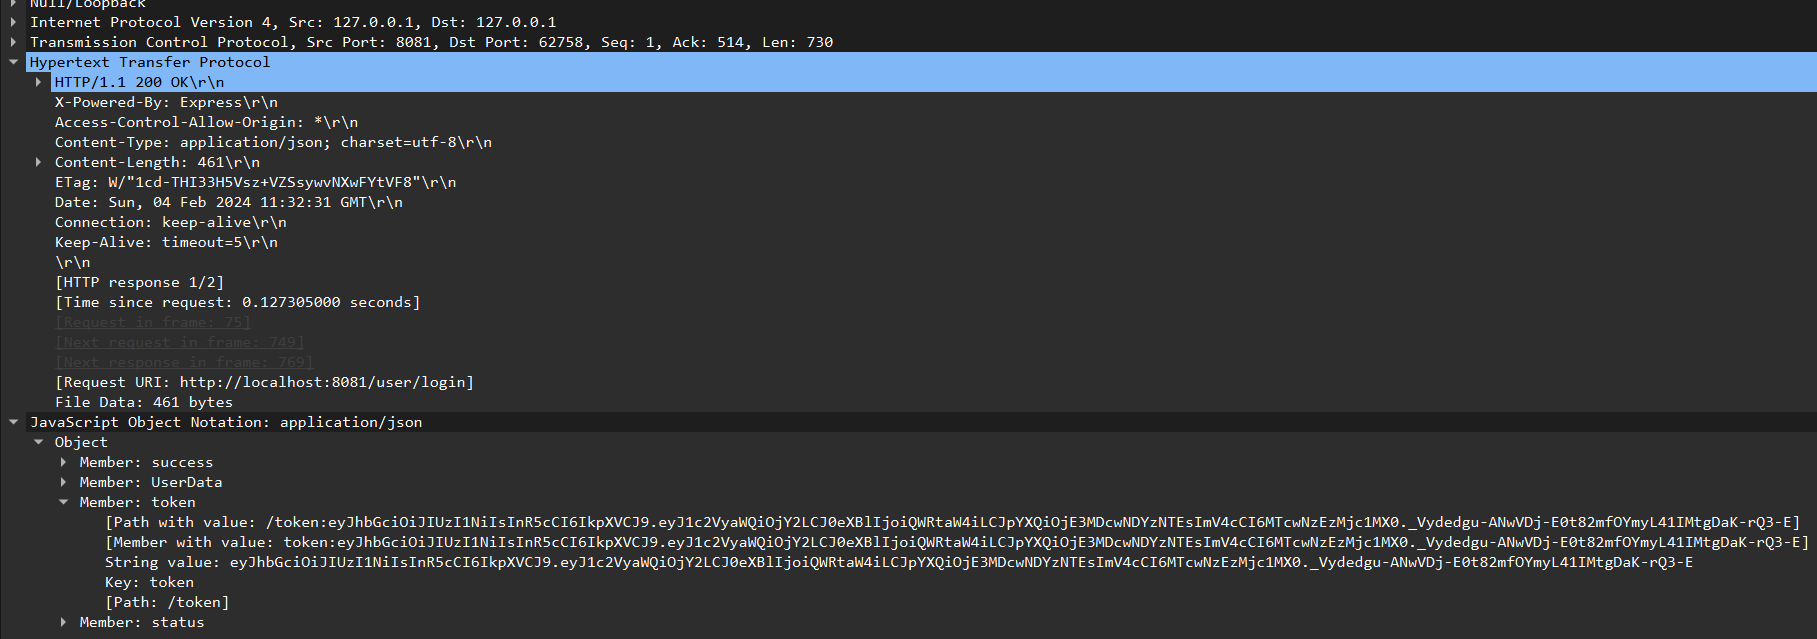 Null/Loopback
Internet Protocol Version 4, Src: 127.0.0.1, Dst: 127.0.0.1
Transmission Control Protocol, Src Port: 8081, Dst Port: 62758, Seq: 1, Ack: 514, Len: 730
Hypertext Transfer Protocol
HTTP/1.1 200 OK\r\n
X-Powered-By: Express\r\n
Access-Control-Allow-Origin: *\r\n
Content-Type: application/json; charset=utf-8\r\n
Content-Length: 461\r\n
ETag: W/"1cd-THI33H5Vsz+VZSsywvNXwFYtVF8"\r\n
Date: Sun, 04 Feb 2024 11:32:31 GMT\r\n
Connection: keep-alive\r\n
Keep-Alive: timeout=5\r\n
\r\n
[HTTP response 1/2]
[Time since request: 0.127305000 seconds]
[Request in frame: 75]
[Next request in frame: 749]
[Next response in frame: 769]
[Request URI: http://localhost:8081/user/login]
File Data: 461 bytes
JavaScript Object Notation: application/json
Object
Member: success
Member: UserData
Member: token
[Path with value: /token:eyJhbGciOiJIUzI1NiIsInR5cCI6IkpXVCJ9.eyJ1c2VyaWQiOjY2LCJ0eXBlIjoiQWRtaW4iLCJpYXQiOjE3MDcwNDYzNTEsImV4cCI6MTcwNzEzMjc1MX0._Vydedgu-ANwVDj-E0t82mfOYmyL41IMtgDaK-rQ3-E]
[Member with value: token:eyJhbGciOiJIUzI1NiIsInR5cCI6IkpXVCJ9.eyJ1c2VyaWQiOjY2LCJ0eXBlIjoiQWRtaW4iLCJpYXQiOjE3MDcwNDYzNTEsImV4cCI6MTcwNzEzMjc1MX0._Vydedgu-ANwVDj-E0t82mfOYmyL41IMtgDaK-rQ3-E]
String value: eyJhbGciOiJIUzI1NiIsInR5cCI6IkpXVCJ9.eyJ1c2VyaWQiOjY2LCJ0eXBlIjoiQWRtaW4iLCJpYXQiOjE3MDcwNDYzNTEsImV4cCI6MTcwNzEzMjc1MX0._Vydedgu-ANwVDj-E0t82mfOYmyL41IMtgDaK-rQ3-E
Key: token
[Path: /token]
Member: status